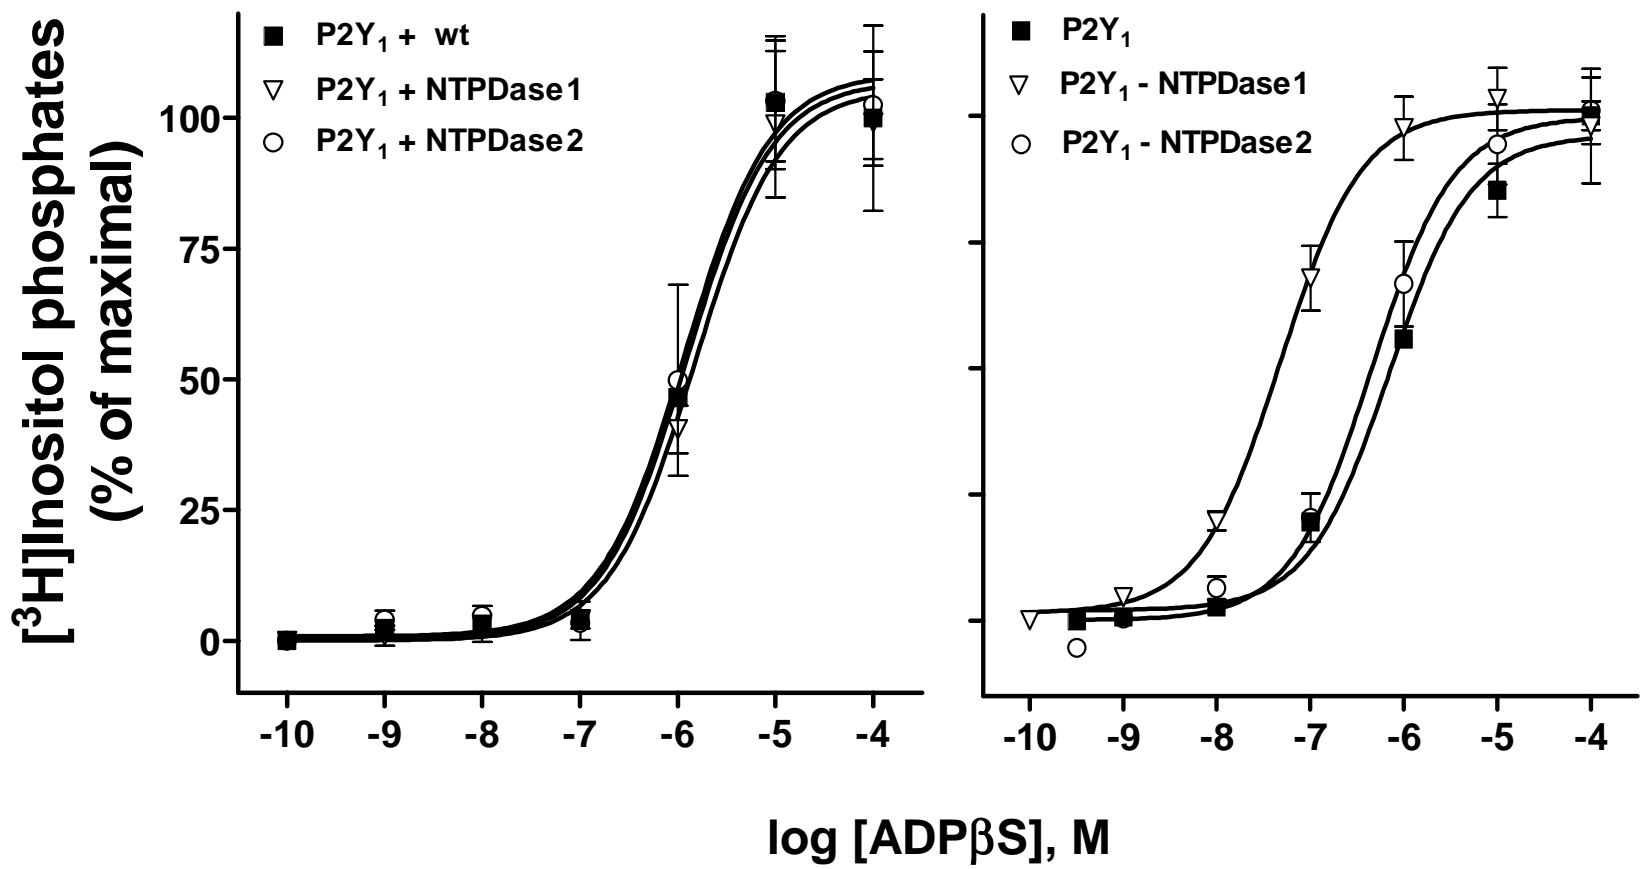 [³H]Inositol phosphates
(% of maximal)
P2Y₁ + wt
P2Y₁ + NTPDase1
P2Y₁ + NTPDase2
100
75
50
25
0
-10 -9 -8 -7 -6 -5 -4
P2Y₁
P2Y₁ - NTPDase1
P2Y₁ - NTPDase2
-10 -9 -8 -7 -6 -5 -4
log [ADPβS], M